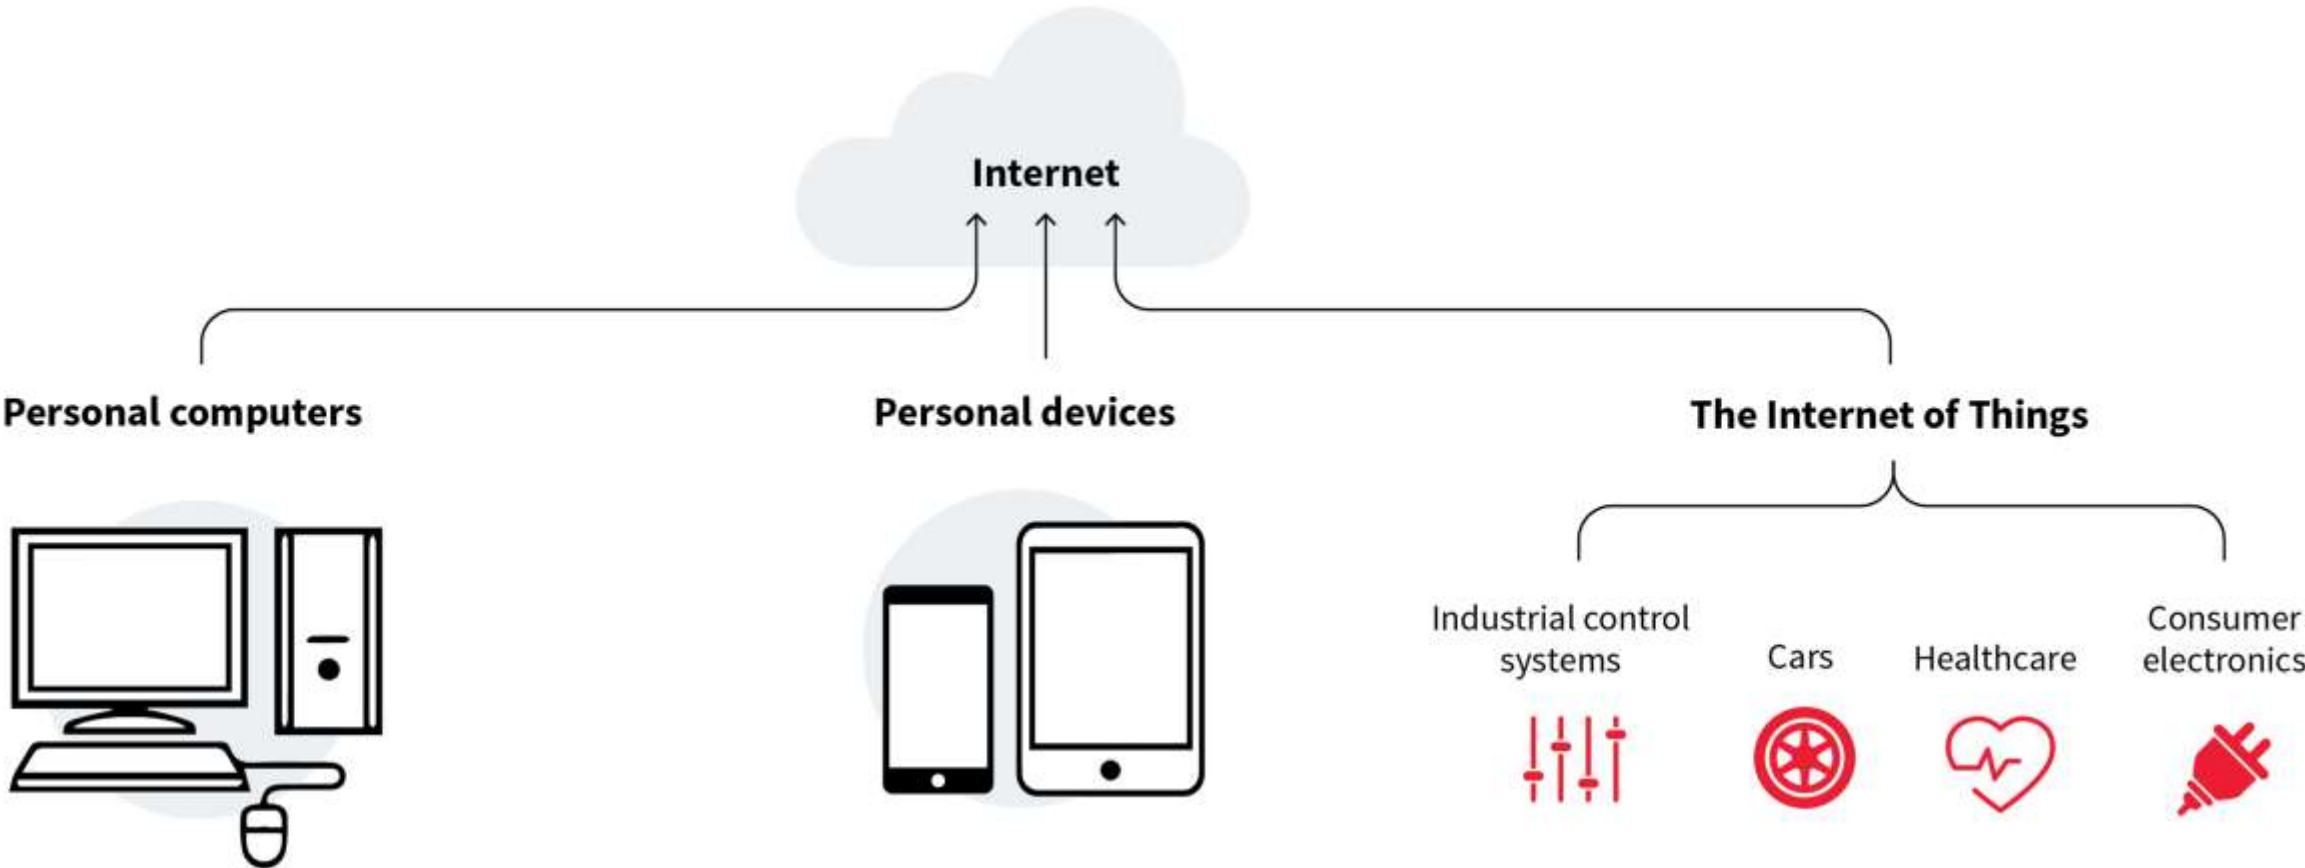 Internet
Personal computers
Personal devices
The Internet of Things
Industrial control
systems
Cars
Healthcare
Consumer
electronics